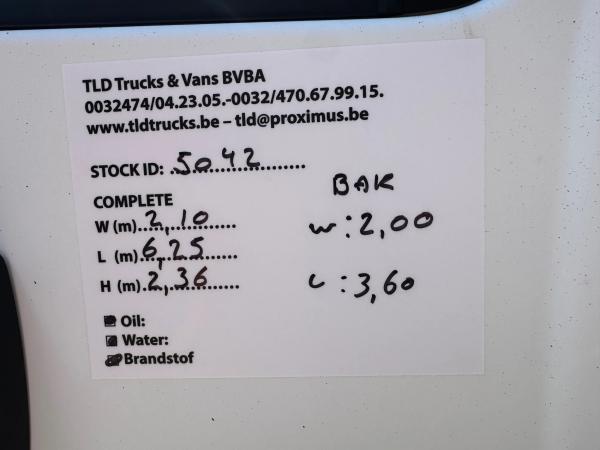 TLD Trucks & Vans BVBA
0032474/04.23.05.-0032/470.67.99.15.
www.tldtrucks.be – tld@proximus.be
STOCK ID: 5042
COMPLETE
W (m) 2,10
L (m) 6,25
H (m) 2,36
BAK
w: 2,00
L: 3,60
Oil:
Water:
Brandstof